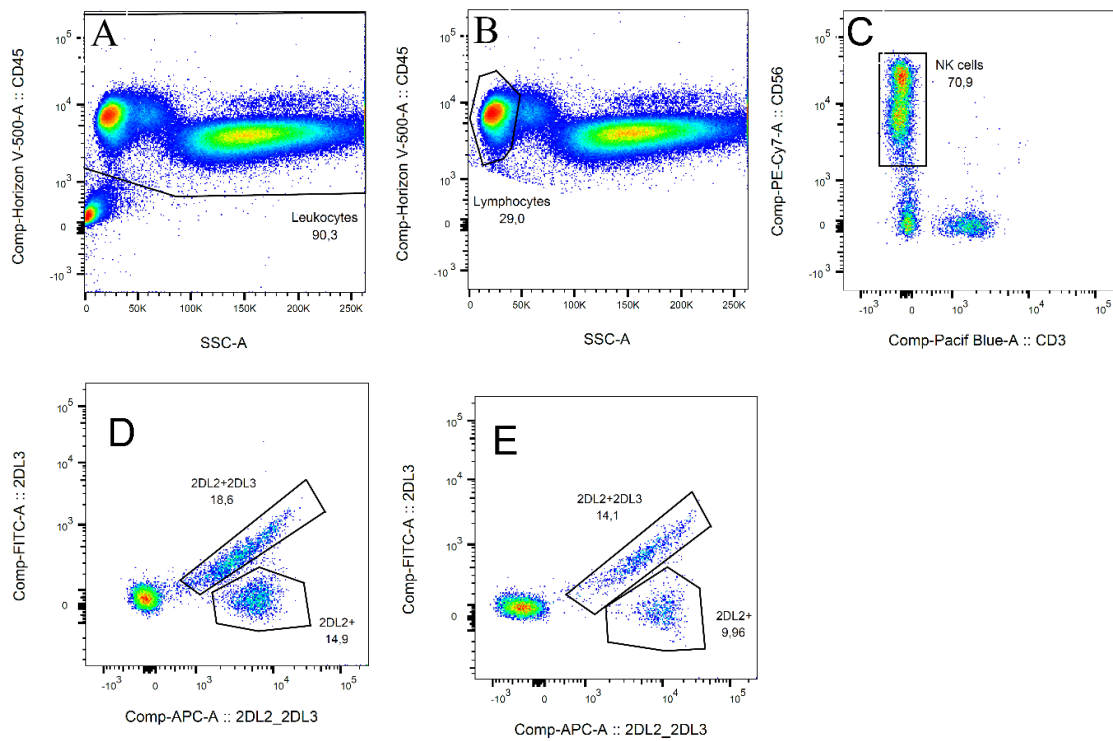 A
Comp-Horizon V-500-A :: CD45
10^5
10^4
10^3
0
-10^3
Leukocytes
90,3
0
50K
100K
150K
200K
250K
SSC-A
B
Comp-Horizon V-500-A :: CD45
10^5
10^4
10^3
0
-10^3
Lymphocytes
29,0
0
50K
100K
150K
200K
250K
SSC-A
C
Comp-PE-Cy7-A :: CD56
10^5
10^4
10^3
0
-10^3
NK cells
70,9
-10^3
0
10^3
10^4
10^5
Comp-Pacif Blue-A :: CD3
D
Comp-FITC-A :: 2DL3
10^5
10^4
10^3
0
2DL2+2DL3
18,6
2DL2+
14,9
-10^3
0
10^3
10^4
10^5
Comp-APC-A :: 2DL2_2DL3
E
Comp-FITC-A :: 2DL3
10^5
10^4
10^3
0
2DL2+2DL3
14,1
2DL2+
9,96
-10^3
0
10^3
10^4
10^5
Comp-APC-A :: 2DL2_2DL3